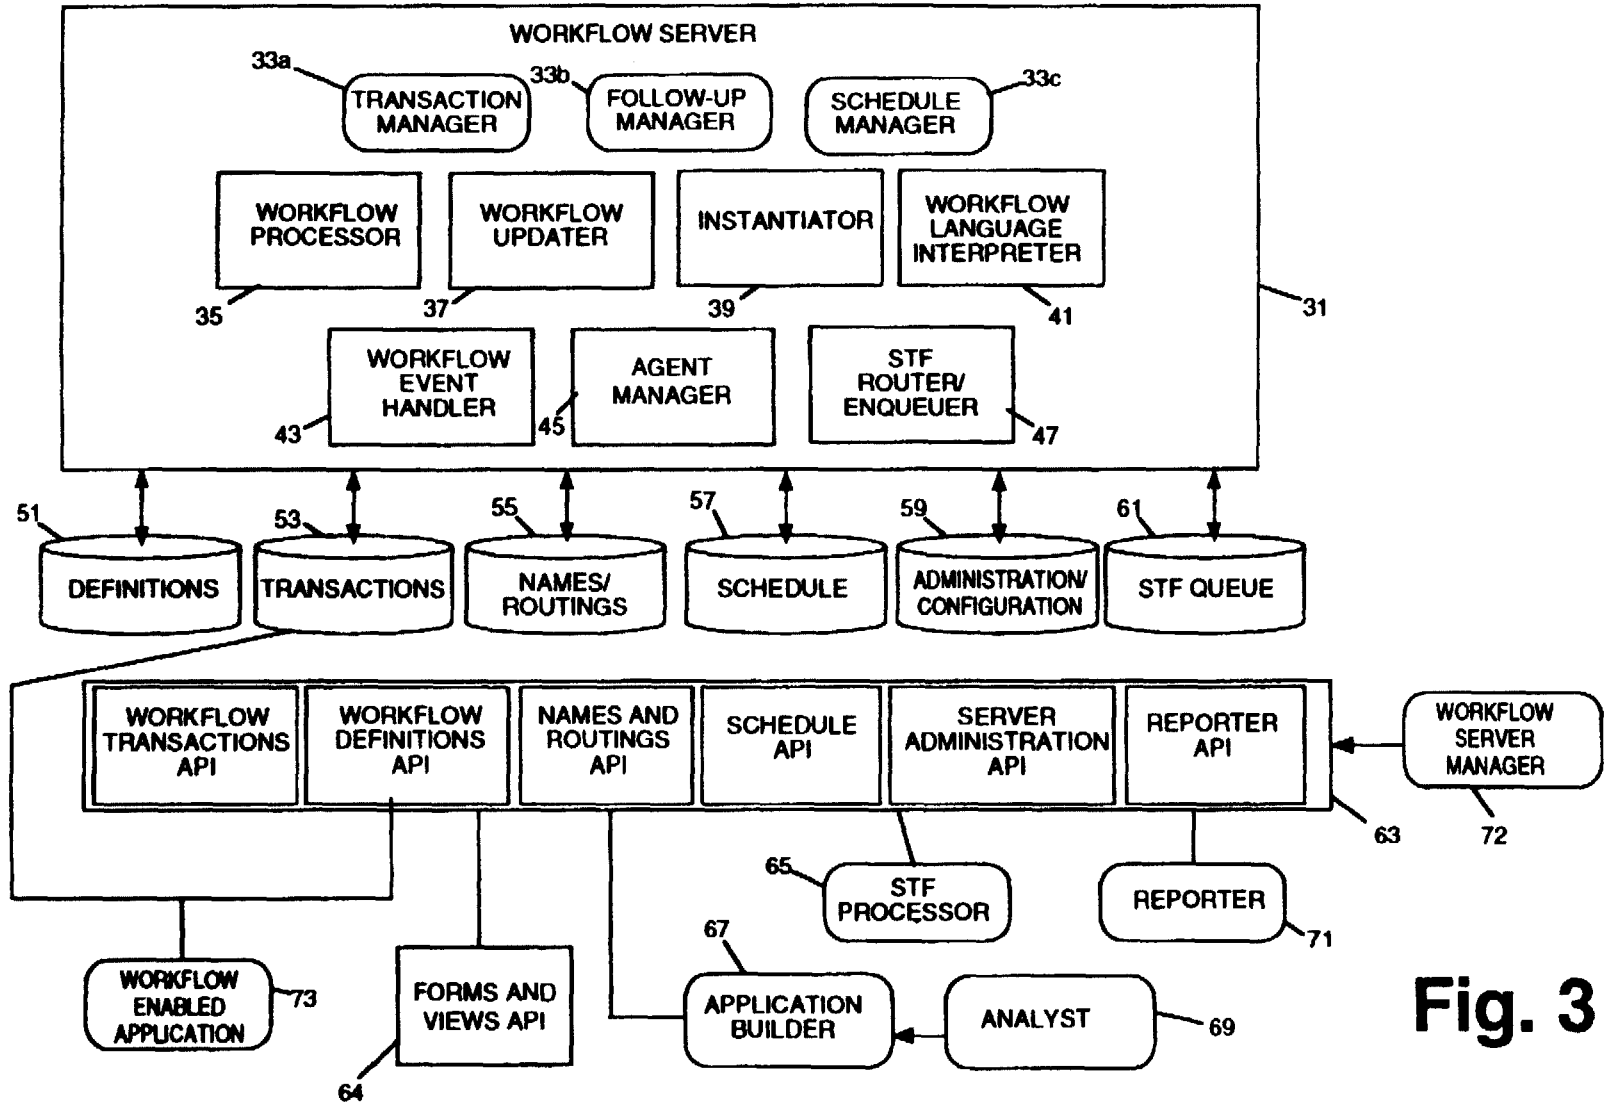 WORKFLOW SERVER
33a
TRANSACTION
MANAGER
33b
FOLLOW-UP
MANAGER
33c
SCHEDULE
MANAGER
WORKFLOW
PROCESSOR
35
WORKFLOW
UPDATER
37
INSTANTIATOR
39
WORKFLOW
LANGUAGE
INTERPRETER
41
31
WORKFLOW
EVENT
HANDLER
43
AGENT
MANAGER
45
STF
ROUTER/
ENQUEUER
47
51
DEFINITIONS
53
TRANSACTIONS
55
NAMES/
ROUTINGS
57
SCHEDULE
59
ADMINISTRATION/
CONFIGURATION
61
STF QUEUE
WORKFLOW
TRANSACTIONS
API
WORKFLOW
DEFINITIONS
API
NAMES AND
ROUTINGS
API
SCHEDULE
API
SERVER
ADMINISTRATION
API
REPORTER
API
63
WORKFLOW
SERVER
MANAGER
72
65
STF
PROCESSOR
REPORTER
71
WORKFLOW
ENABLED
APPLICATION
73
FORMS AND
VIEWS API
64
67
APPLICATION
BUILDER
ANALYST
69
Fig. 3